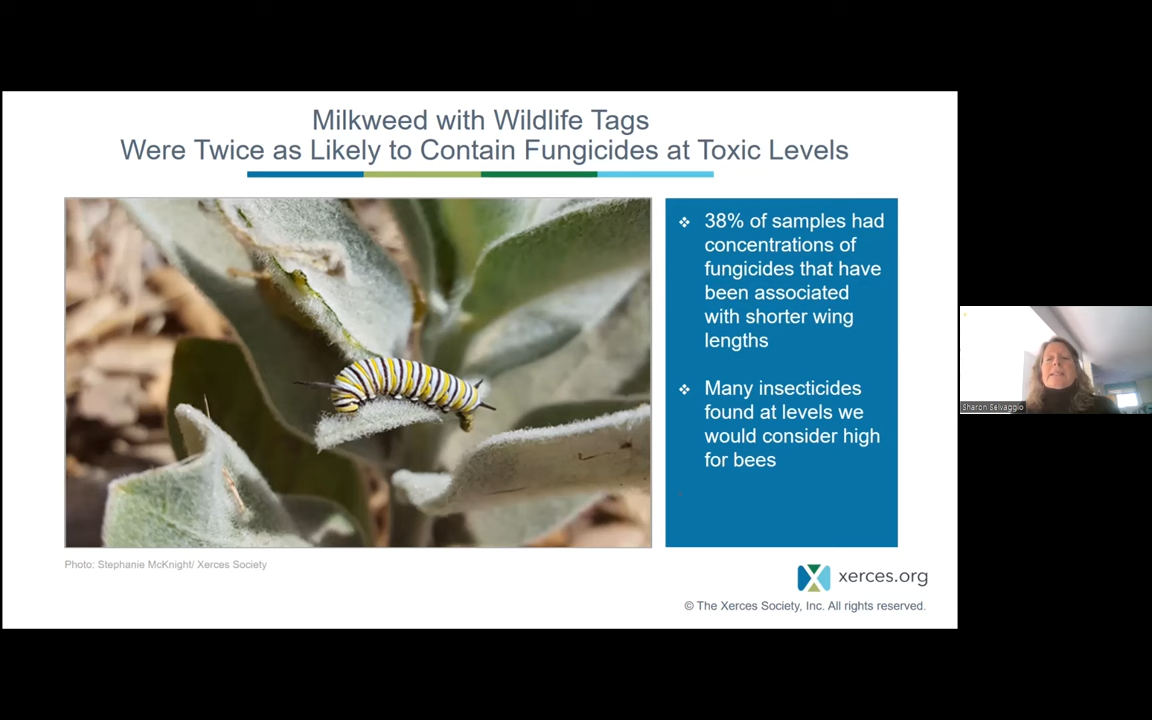 Milkweed with Wildlife Tags
Were Twice as Likely to Contain Fungicides at Toxic Levels
❖ 38% of samples had
concentrations of
fungicides that have
been associated
with shorter wing
lengths
❖ Many insecticides
found at levels we
would consider high
for bees
Photo: Stephanie McKnight/ Xerces Society
xerces.org
© The Xerces Society, Inc. All rights reserved.
Sharon Selvaggio